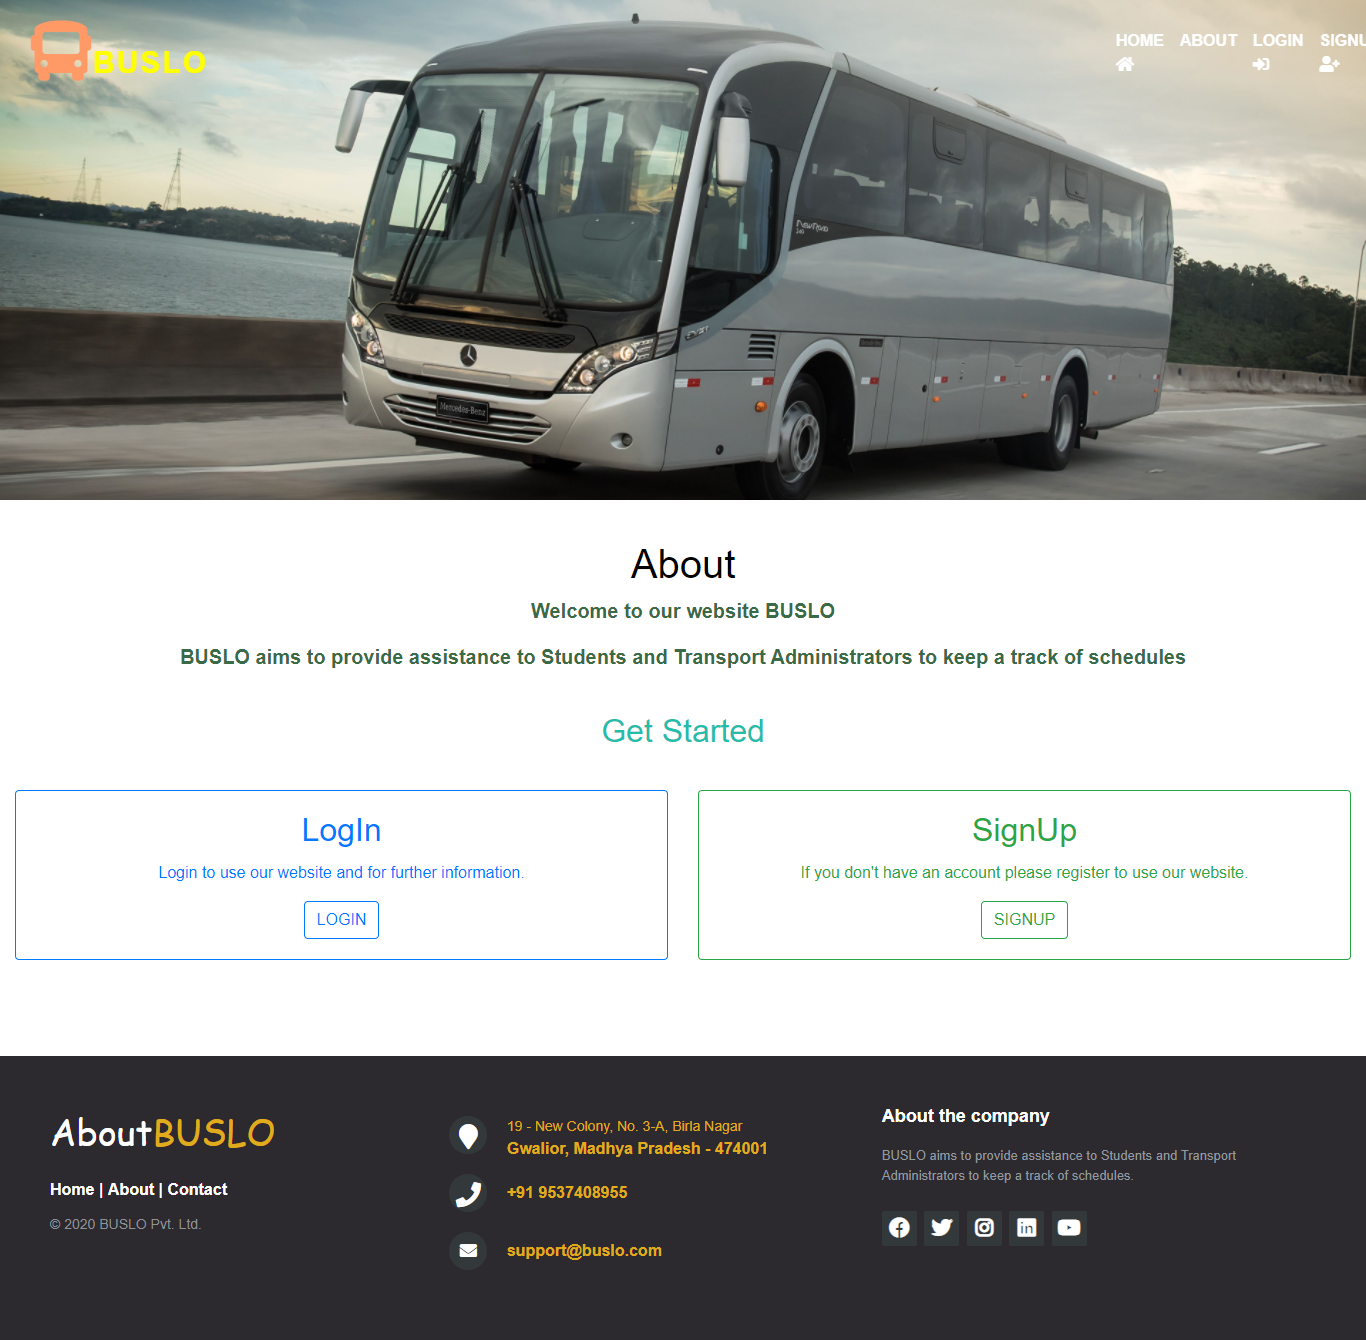 BUSLO
HOME ABOUT LOGIN SIGNU
Mercedes-Benz
About
Welcome to our website BUSLO
BUSLO aims to provide assistance to Students and Transport Administrators to keep a track of schedules
Get Started
LogIn
Login to use our website and for further information.
LOGIN
SignUp
If you don't have an account please register to use our website.
SIGNUP
AboutBUSLO
Home | About | Contact
© 2020 BUSLO Pvt. Ltd.
19 - New Colony, No. 3-A, Birla Nagar
Gwalior, Madhya Pradesh - 474001
+91 9537408955
support@buslo.com
About the company
BUSLO aims to provide assistance to Students and Transport
Administrators to keep a track of schedules.